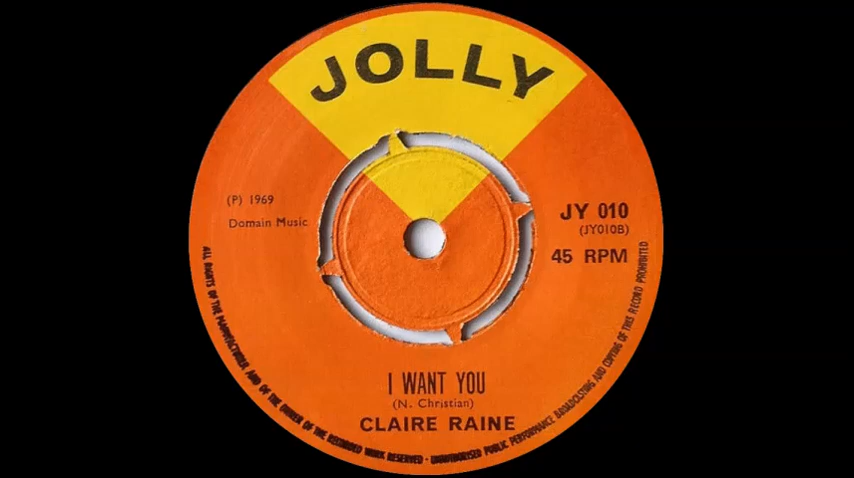 JOLLY
(P) 1969
Domain Music
JY 010
(JY010B)
45 RPM
I WANT YOU
(N. Christian)
CLAIRE RAINE
ALL RIGHTS OF THE MANUFACTURER AND OF THE OWNER OF THE RECORDED WORK RESERVED · UNAUTHORISED PUBLIC PERFORMANCE BROADCASTING AND COPYING OF THIS RECORD PROHIBITED